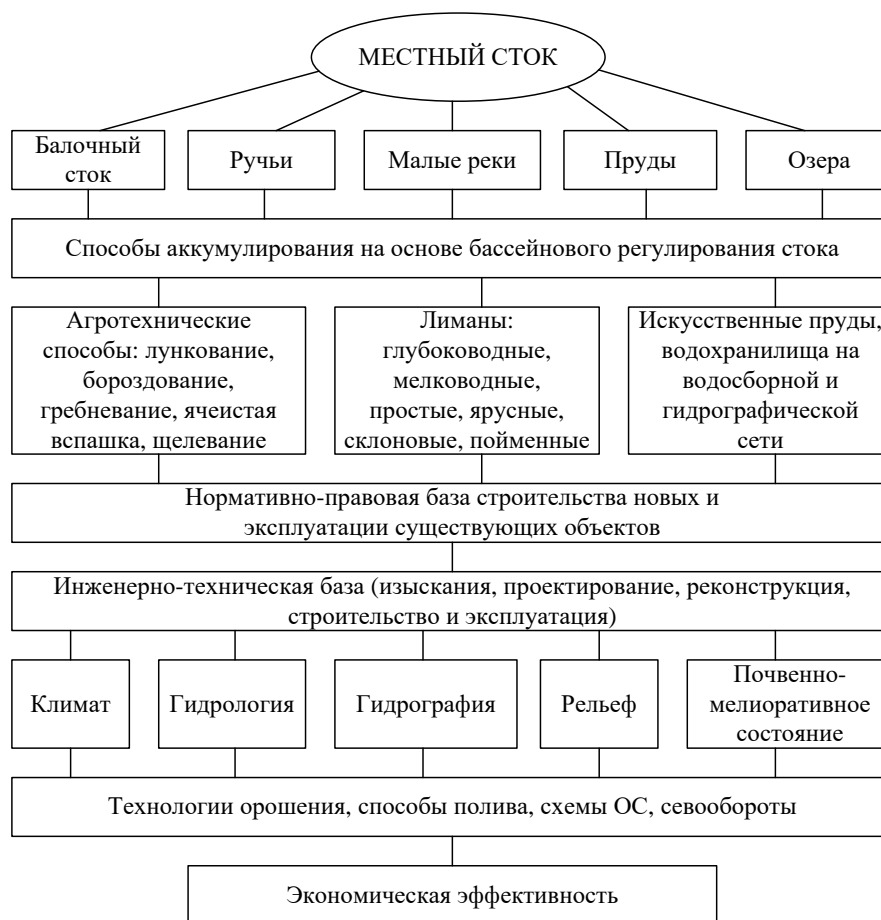 МЕСТНЫЙ СТОК
Балочный
сток
Ручьи
Малые реки
Пруды
Озера
Способы аккумулирования на основе бассейнового регулирования стока
Агротехнические
способы: лункование,
бороздование,
гребневание, ячеистая
вспашка, щелевание
Лиманы:
глубоководные,
мелководные,
простые, ярусные,
склоновые, пойменные
Искусственные пруды,
водохранилища на
водосборной и
гидрографической
сети
Нормативно-правовая база строительства новых и
эксплуатации существующих объектов
Инженерно-техническая база (изыскания, проектирование, реконструкция,
строительство и эксплуатация)
Климат
Гидрология
Гидрография
Рельеф
Почвенно-
мелиоративное
состояние
Технологии орошения, способы полива, схемы ОС, севообороты
Экономическая эффективность